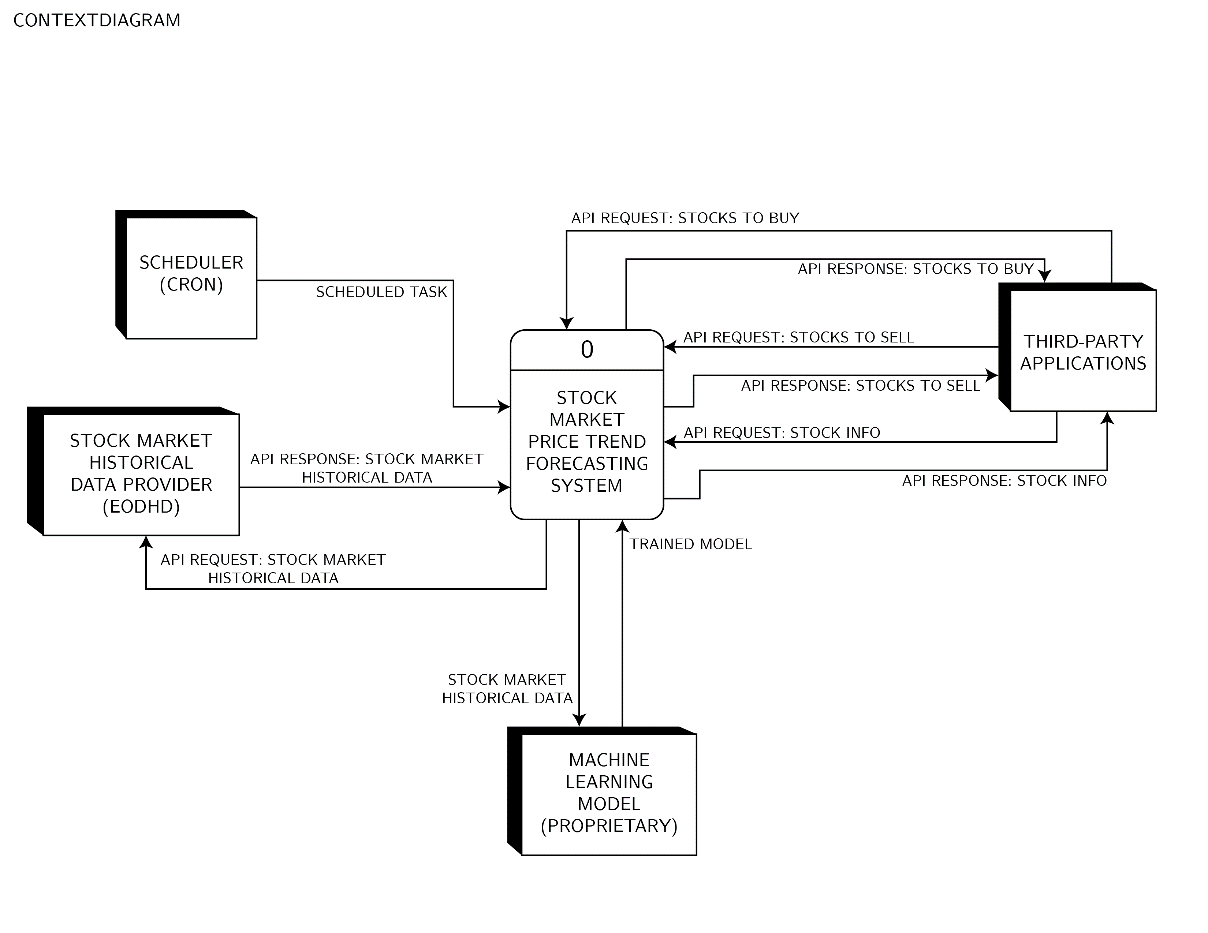 CONTEXTDIAGRAM
API REQUEST: STOCKS TO BUY
SCHEDULER
(CRON)
SCHEDULED TASK
API RESPONSE: STOCKS TO BUY
THIRD-PARTY
APPLICATIONS
0
STOCK
MARKET
PRICE TREND
FORECASTING
SYSTEM
API REQUEST: STOCKS TO SELL
API RESPONSE: STOCKS TO SELL
API REQUEST: STOCK INFO
API RESPONSE: STOCK INFO
STOCK MARKET
HISTORICAL
DATA PROVIDER
(EODHD)
API RESPONSE: STOCK MARKET
HISTORICAL DATA
API REQUEST: STOCK MARKET
HISTORICAL DATA
TRAINED MODEL
STOCK MARKET
HISTORICAL DATA
MACHINE
LEARNING
MODEL
(PROPRIETARY)